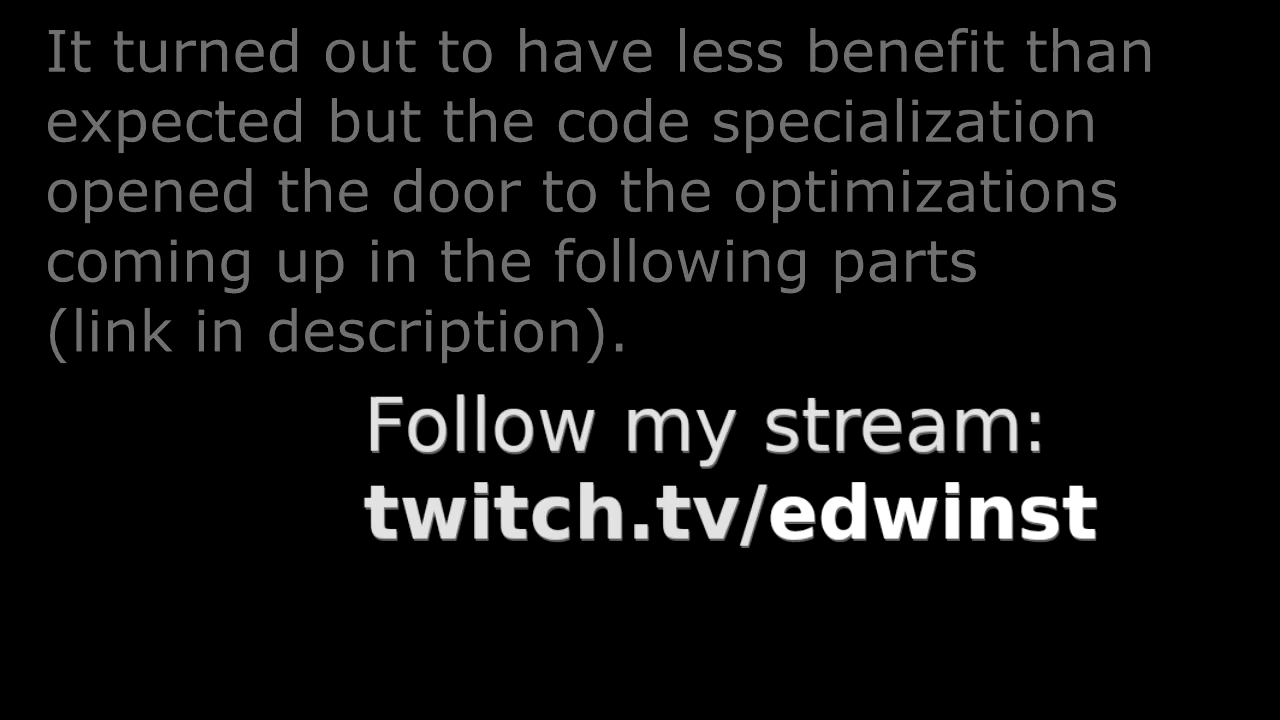 It turned out to have less benefit than
expected but the code specialization
opened the door to the optimizations
coming up in the following parts
(link in description).
Follow my stream:
twitch.tv/edwinst